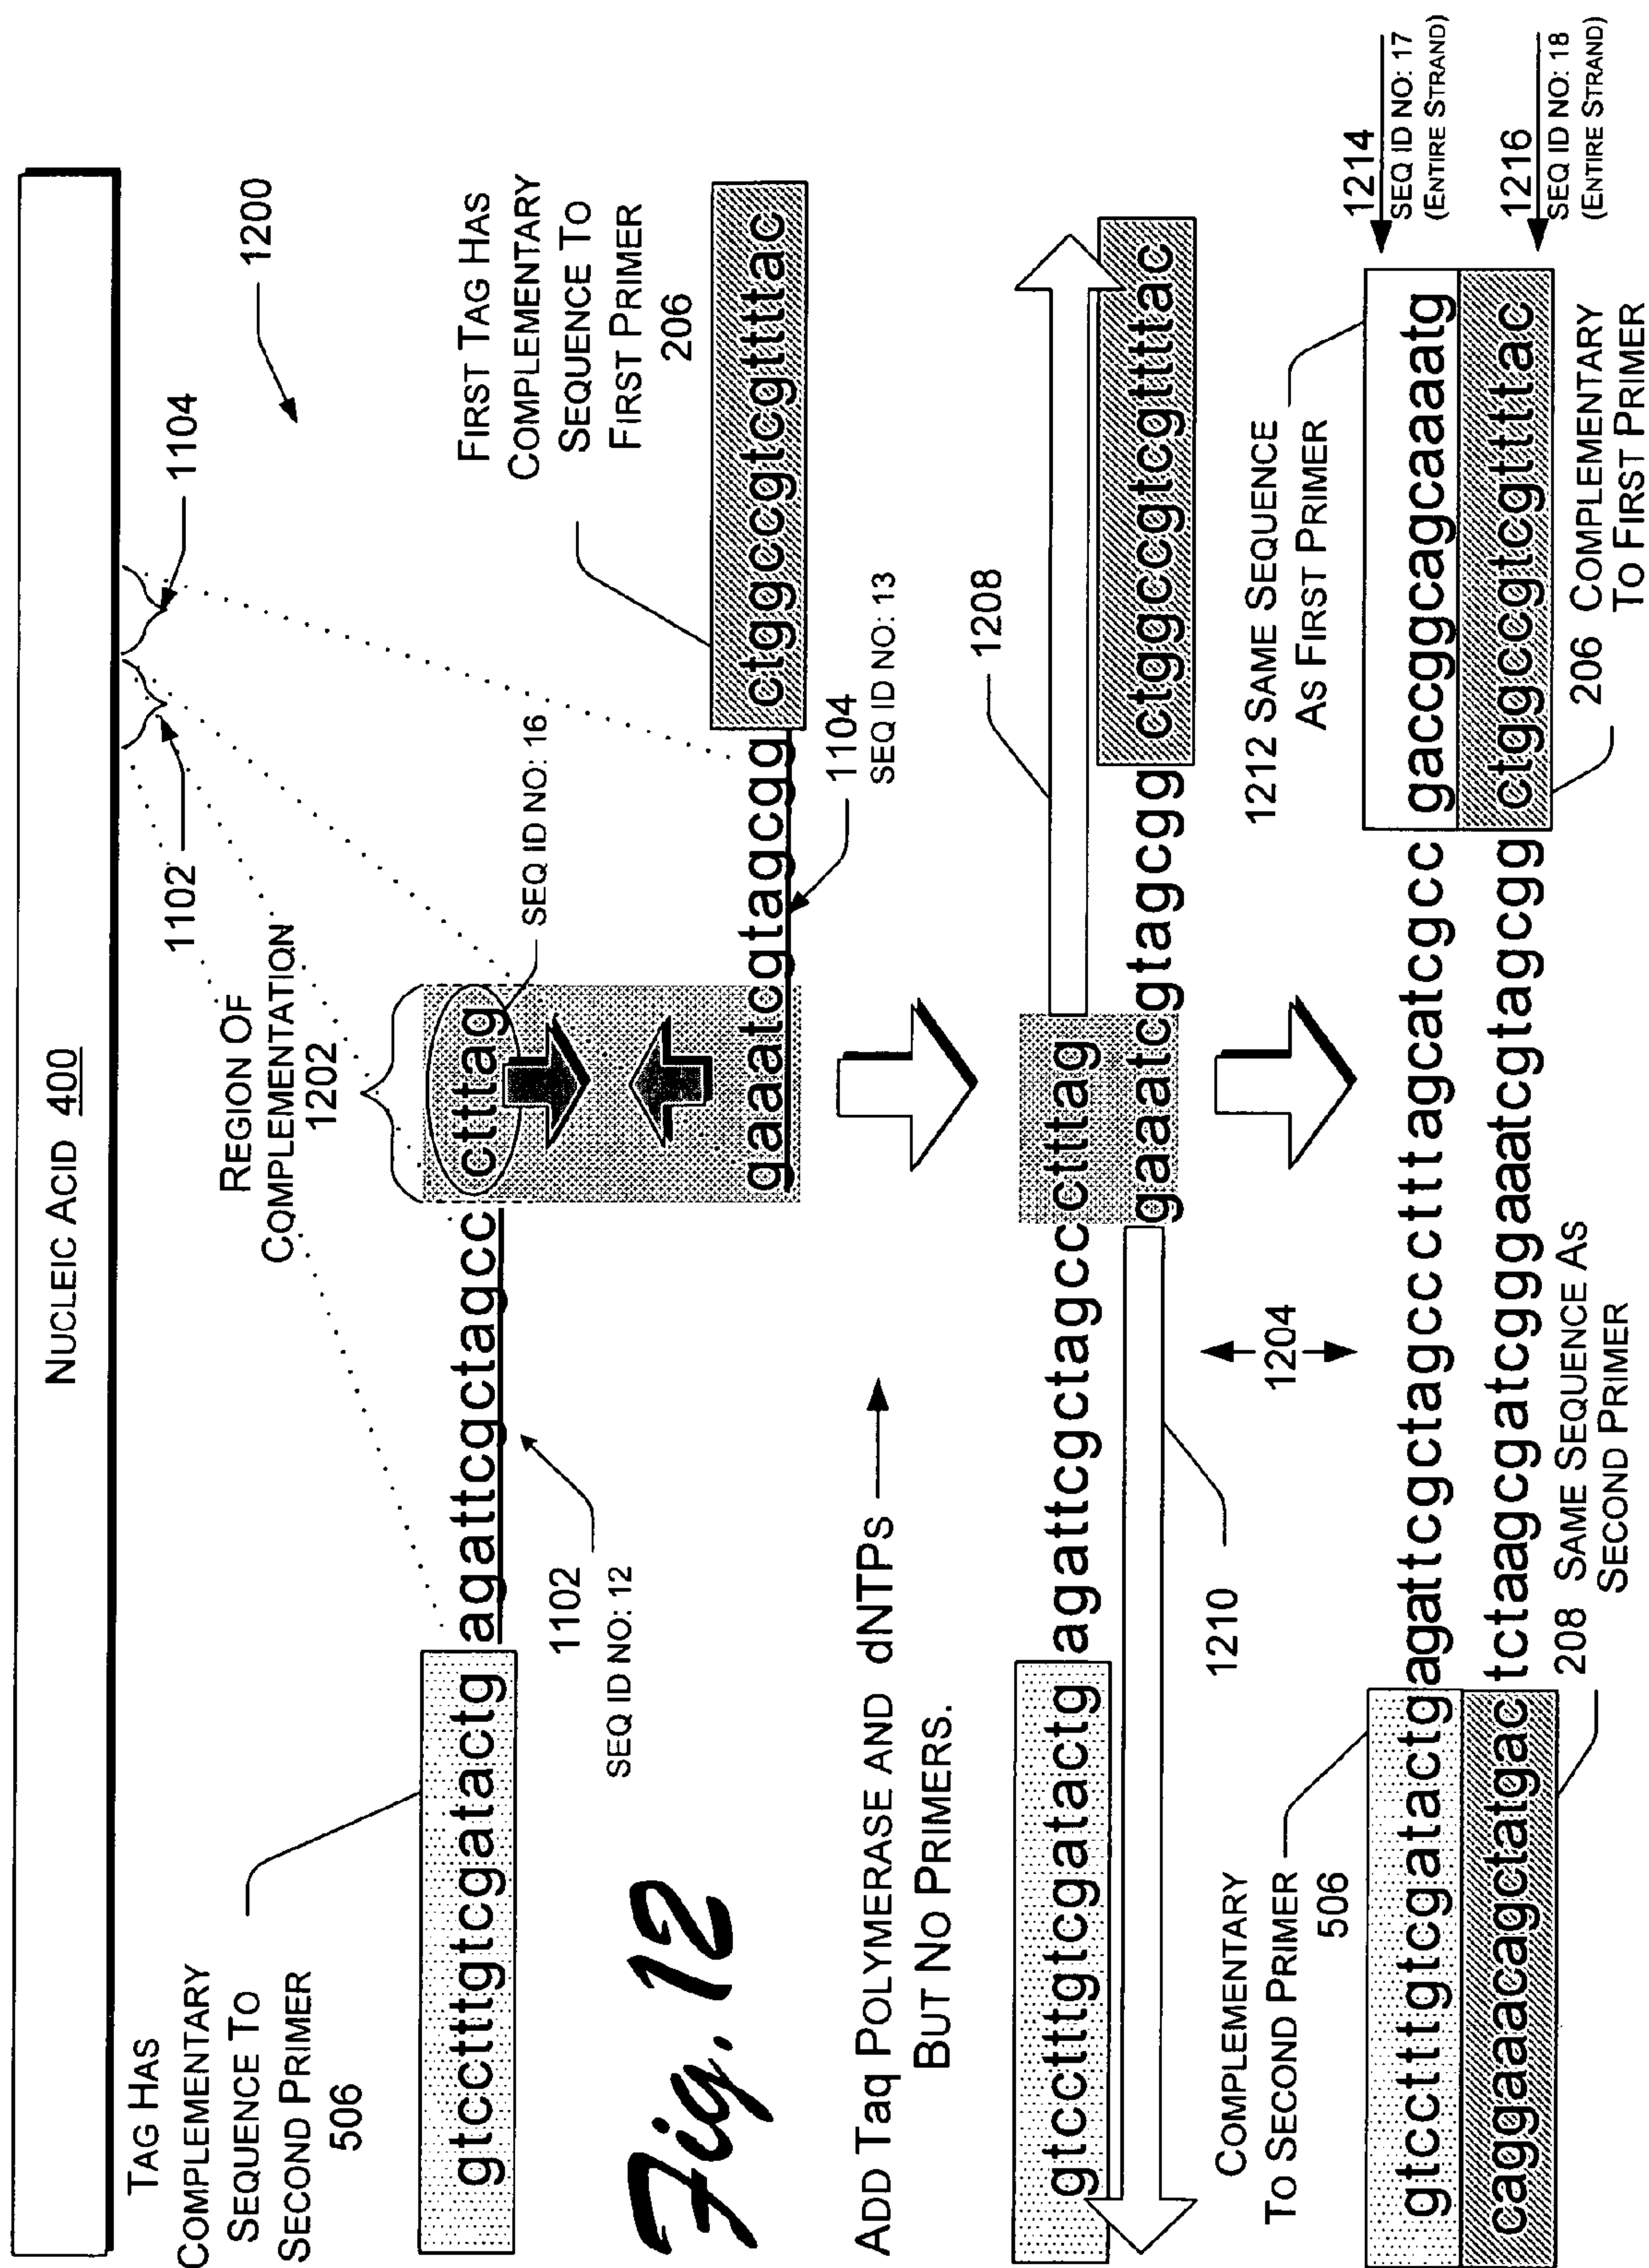 NUCLEIC ACID 400
TAG HAS
COMPLEMENTARY
SEQUENCE TO
SECOND PRIMER
506
REGION OF
COMPLEMENTATION
1202
1102
1104
1200
gtcctttgtcgatactg agattcgctagcc ctttag
SEQ ID NO: 16
1102
SEQ ID NO: 12
FIRST TAG HAS
COMPLEMENTARY
SEQUENCE TO
FIRST PRIMER
206
gaaatcgtagcgg ctggccgtcgttttac
1104
SEQ ID NO: 13
Fig. 12
ADD Taq POLYMERASE AND dNTPs
BUT NO PRIMERS.
1208
gtcctttgtcgatactg agattcgctagcc ctttag
gaaatcgtagcgg ctggccgtcgttttac
1210
1204
COMPLEMENTARY
TO SECOND PRIMER
506
1212 SAME SEQUENCE
AS FIRST PRIMER
1214
SEQ ID NO: 17
(ENTIRE STRAND)
gtcctttgtcgatactgagattcgctagcccctttagcatcgcc gaccggcagcaaaatg
caggaaacagctatgac tctaagcgatcgggaaatcgtagcgg ctggccgtcgttttac
1216
SEQ ID NO: 18
(ENTIRE STRAND)
208 SAME SEQUENCE AS
SECOND PRIMER
206 COMPLEMENTARY
TO FIRST PRIMER